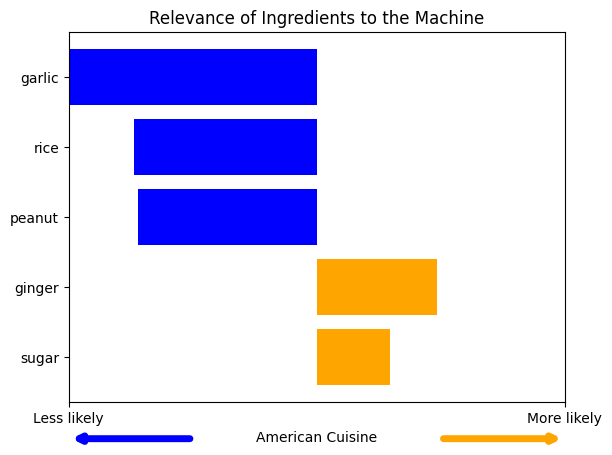 Relevance of Ingredients to the Machine
garlic
rice
peanut
ginger
sugar
Less likely
More likely
American Cuisine